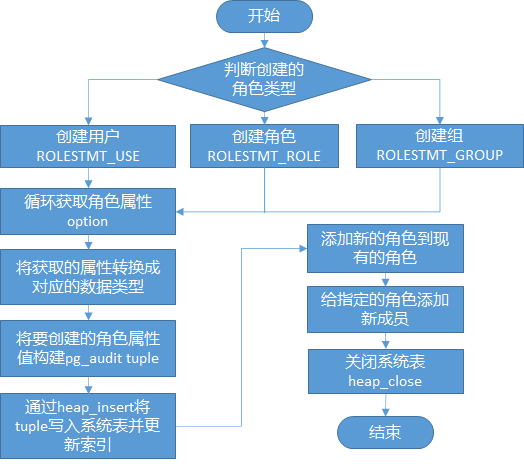 开始
判断创建的
角色类型
创建用户
ROLESTMT_USE
创建角色
ROLESTMT_ROLE
创建组
ROLESTMT_GROUP
循环获取角色属性
option
将获取的属性转换成
对应的数据类型
将要创建的角色属性
值构建pg_audit tuple
通过heap_insert将
tuple写入系统表并更
新索引
添加新的角色到现
有的角色
给指定的角色添加
新成员
关闭系统表
heap_close
结束